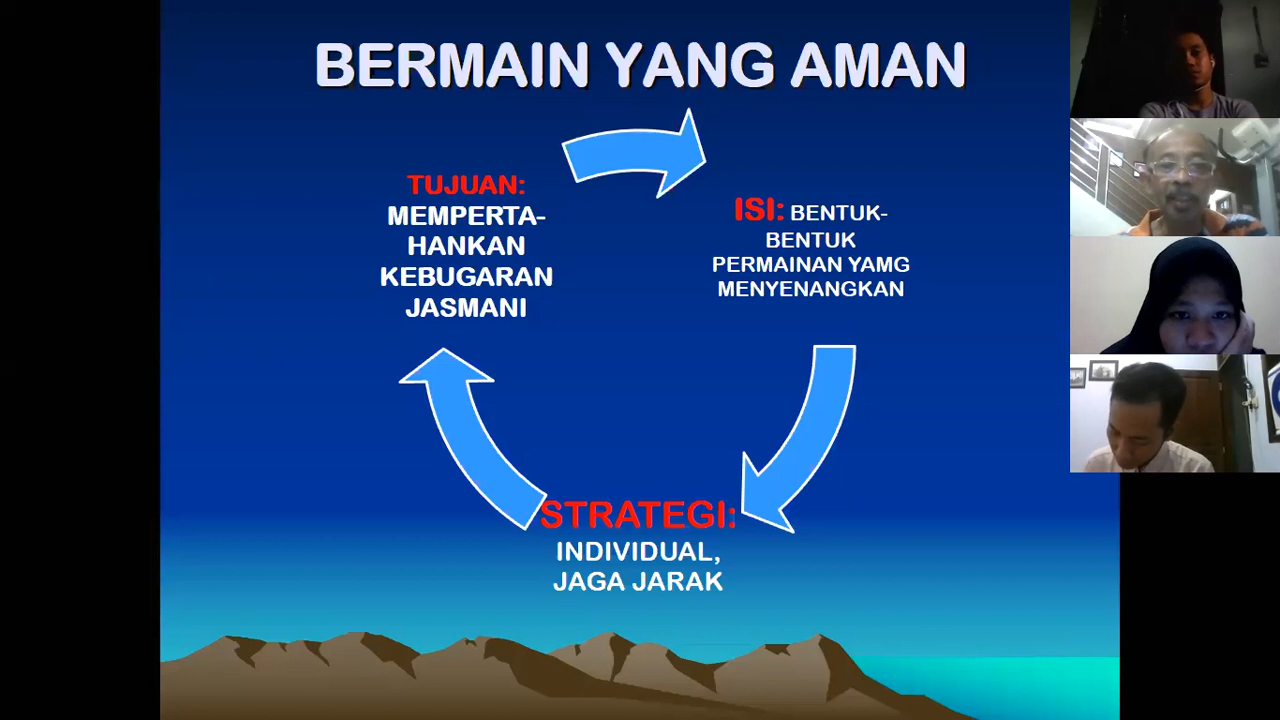 BERMAIN YANG AMAN
TUJUAN:
MEMPERTA-
HANKAN
KEBUGARAN
JASMANI
ISI: BENTUK-
BENTUK
PERMAINAN YAMG
MENYENANGKAN
STRATEGI:
INDIVIDUAL,
JAGA JARAK